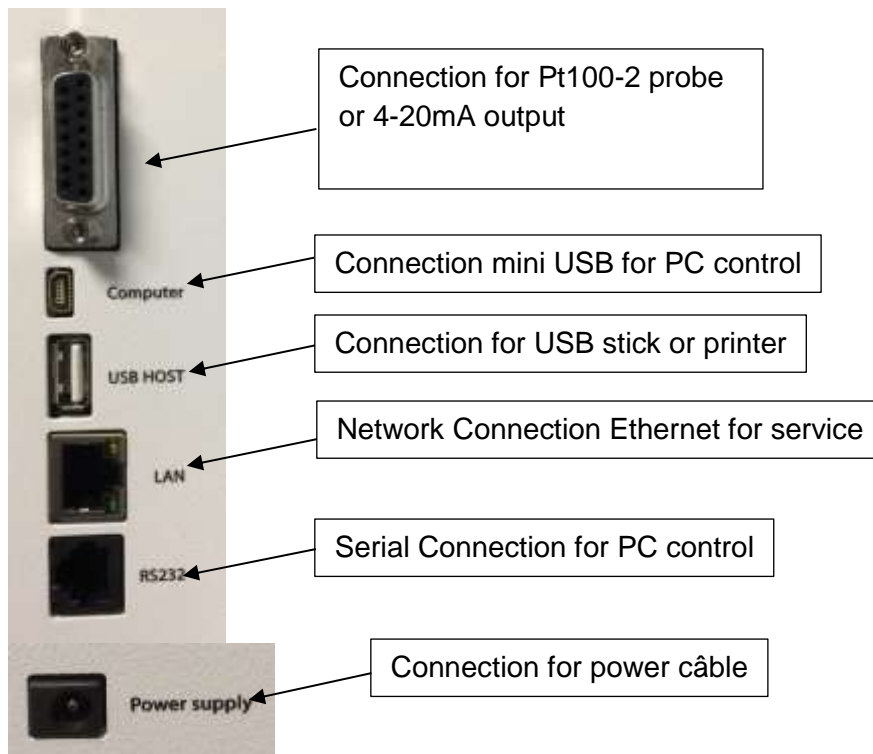 Connection for Pt100-2 probe
or 4-20mA output
Connection mini USB for PC control
Computer
Connection for USB stick or printer
USB HOST
Network Connection Ethernet for service
LAN
Serial Connection for PC control
RS232
Connection for power câble
Power supply